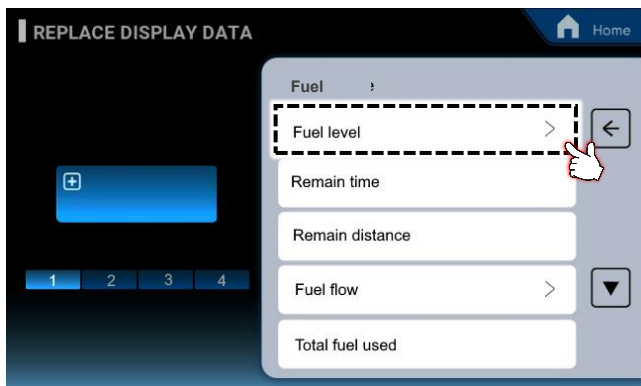 REPLACE DISPLAY DATA
Home
Fuel
Fuel level
Remain time
Remain distance
1 2 3 4
Fuel flow
Total fuel used